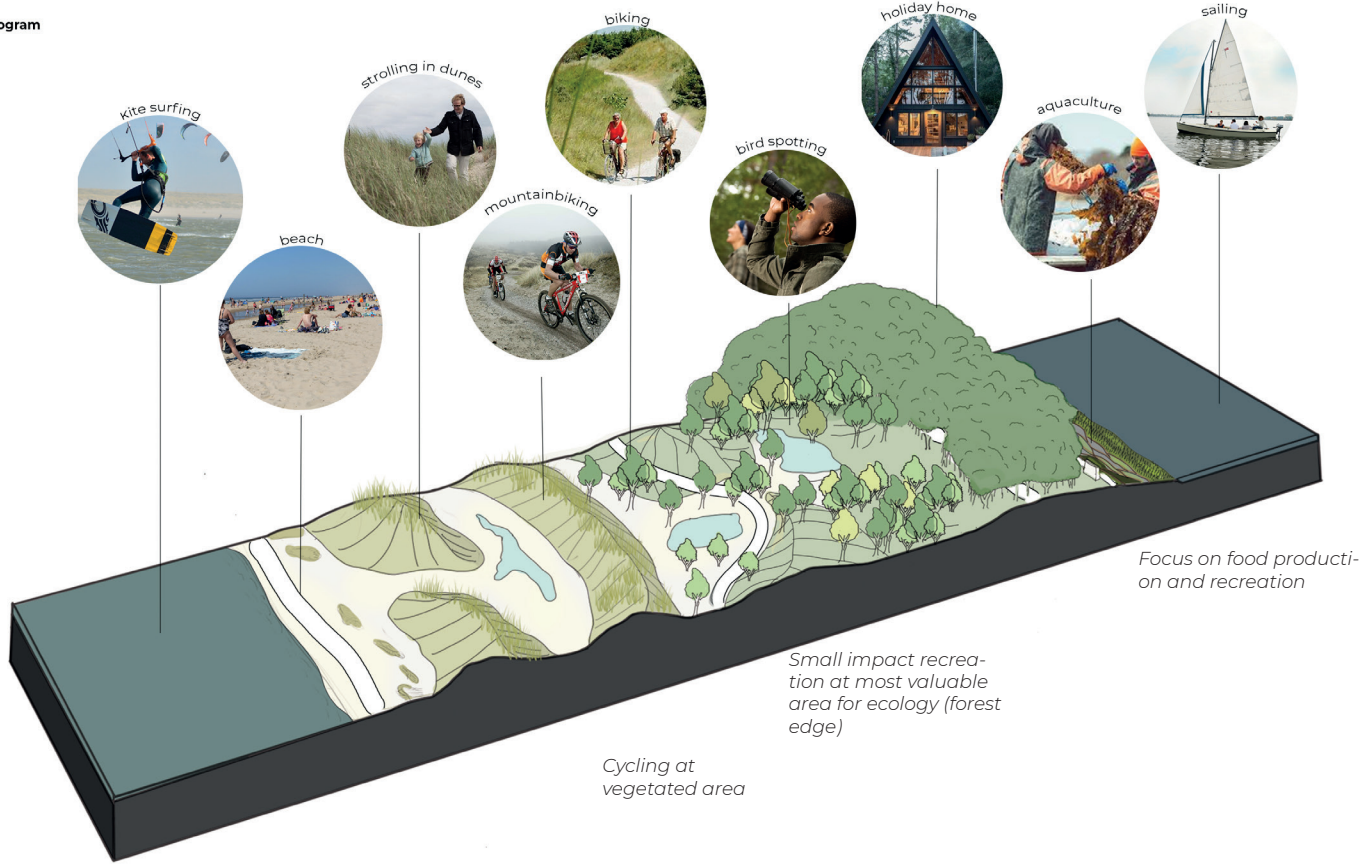 ogram
kite surfing
beach
strolling in dunes
mountainbiking
biking
bird spotting
holiday home
aquaculture
sailing
Focus on food producti-
on and recreation
Small impact recrea-
tion at most valuable
area for ecology (forest
edge)
Cycling at
vegetated area